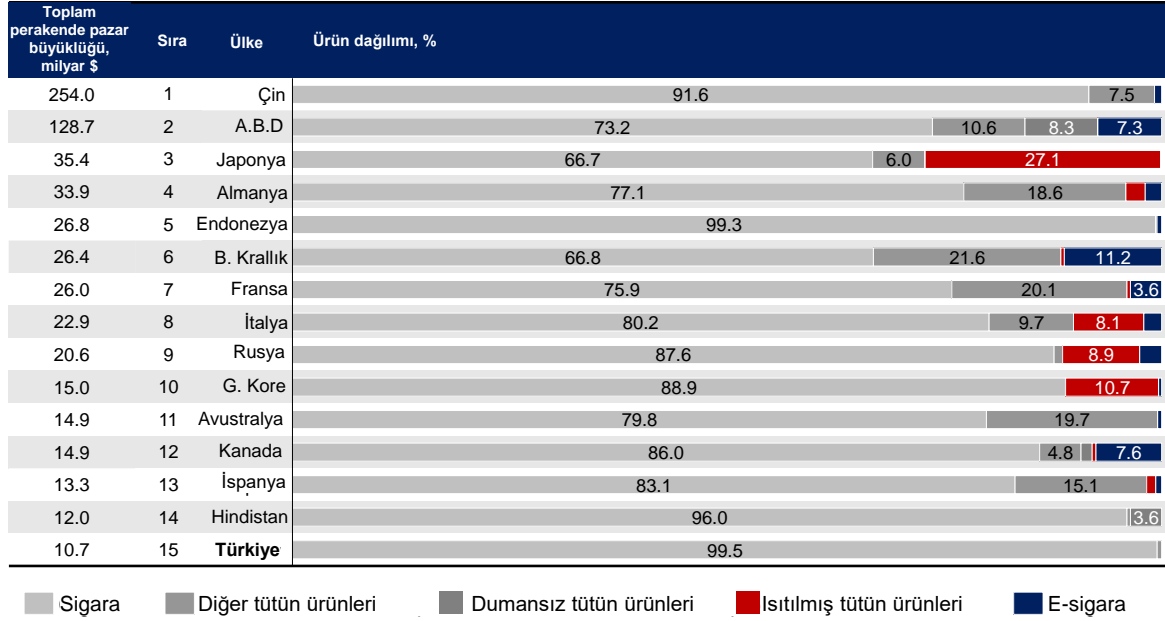 Toplam
perakende pazar
büyüklüğü,
milyar $
Sıra
Ülke
Ürün dağılımı, %
254.0 1 Çin 91.6 7.5
128.7 2 A.B.D 73.2 10.6 8.3 7.3
35.4 3 Japonya 66.7 6.0 27.1
33.9 4 Almanya 77.1 18.6
26.8 5 Endonezya 99.3
26.4 6 B. Krallık 66.8 21.6 11.2
26.0 7 Fransa 75.9 20.1 3.6
22.9 8 İtalya 80.2 9.7 8.1
20.6 9 Rusya 87.6 8.9
15.0 10 G. Kore 88.9 10.7
14.9 11 Avustralya 79.8 19.7
14.9 12 Kanada 86.0 4.8 7.6
13.3 13 İspanya 83.1 15.1
12.0 14 Hindistan 96.0 3.6
10.7 15 Türkiye 99.5
Sigara Diğer tütün ürünleri Dumansız tütün ürünleri Isıtılmış tütün ürünleri E-sigara